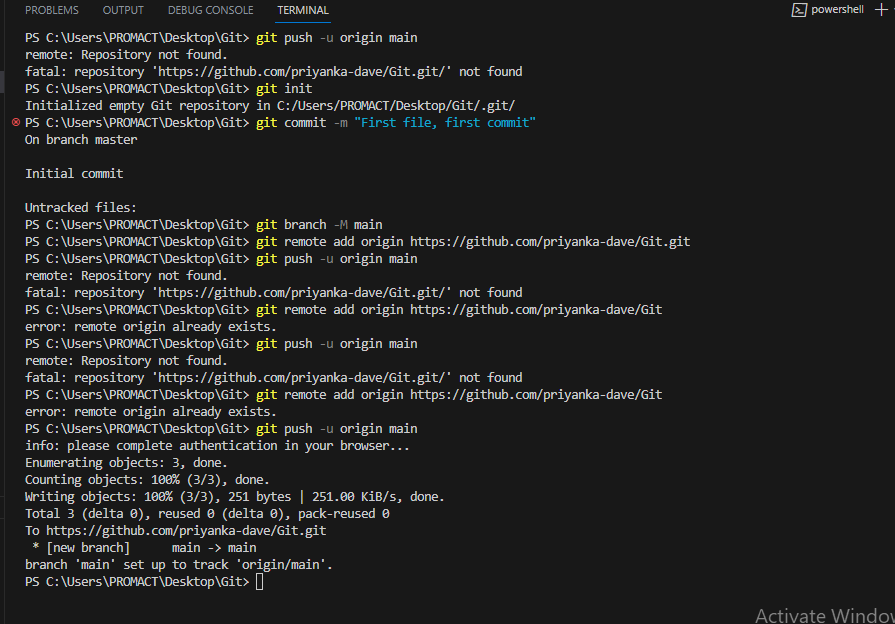 PROBLEMS OUTPUT DEBUG CONSOLE TERMINAL powershell
PS C:\Users\PROMACT\Desktop\Git> git push -u origin main
remote: Repository not found.
fatal: repository 'https://github.com/priyanka-dave/Git.git/' not found
PS C:\Users\PROMACT\Desktop\Git> git init
Initialized empty Git repository in C:/Users/PROMACT/Desktop/Git/.git/
PS C:\Users\PROMACT\Desktop\Git> git commit -m "First file, first commit"
On branch master
Initial commit
Untracked files:
PS C:\Users\PROMACT\Desktop\Git> git branch -M main
PS C:\Users\PROMACT\Desktop\Git> git remote add origin https://github.com/priyanka-dave/Git.git
PS C:\Users\PROMACT\Desktop\Git> git push -u origin main
remote: Repository not found.
fatal: repository 'https://github.com/priyanka-dave/Git.git/' not found
PS C:\Users\PROMACT\Desktop\Git> git remote add origin https://github.com/priyanka-dave/Git
error: remote origin already exists.
PS C:\Users\PROMACT\Desktop\Git> git push -u origin main
remote: Repository not found.
fatal: repository 'https://github.com/priyanka-dave/Git.git/' not found
PS C:\Users\PROMACT\Desktop\Git> git remote add origin https://github.com/priyanka-dave/Git
error: remote origin already exists.
PS C:\Users\PROMACT\Desktop\Git> git push -u origin main
info: please complete authentication in your browser...
Enumerating objects: 3, done.
Counting objects: 100% (3/3), done.
Writing objects: 100% (3/3), 251 bytes | 251.00 KiB/s, done.
Total 3 (delta 0), reused 0 (delta 0), pack-reused 0
To https://github.com/priyanka-dave/Git.git
 * [new branch]      main -> main
branch 'main' set up to track 'origin/main'.
PS C:\Users\PROMACT\Desktop\Git>
Activate Window